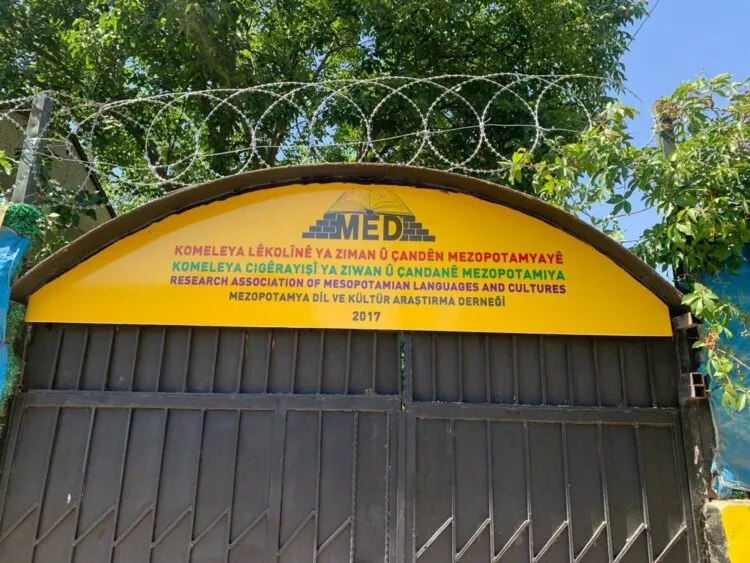 MED
KOMELEYA LÊKOLÎNÊ YA ZIMAN Û ÇANDÊN MEZOPOTAMYAYÊ
KOMELEYA CIGÊRAYIŞÎ YA ZIWAN Û ÇANDANÊ MEZOPOTAMIYA
RESEARCH ASSOCIATION OF MESOPOTAMIAN LANGUAGES AND CULTURES
MEZOPOTAMYA DİL VE KÜLTÜR ARAŞTIRMA DERNEĞİ
2017